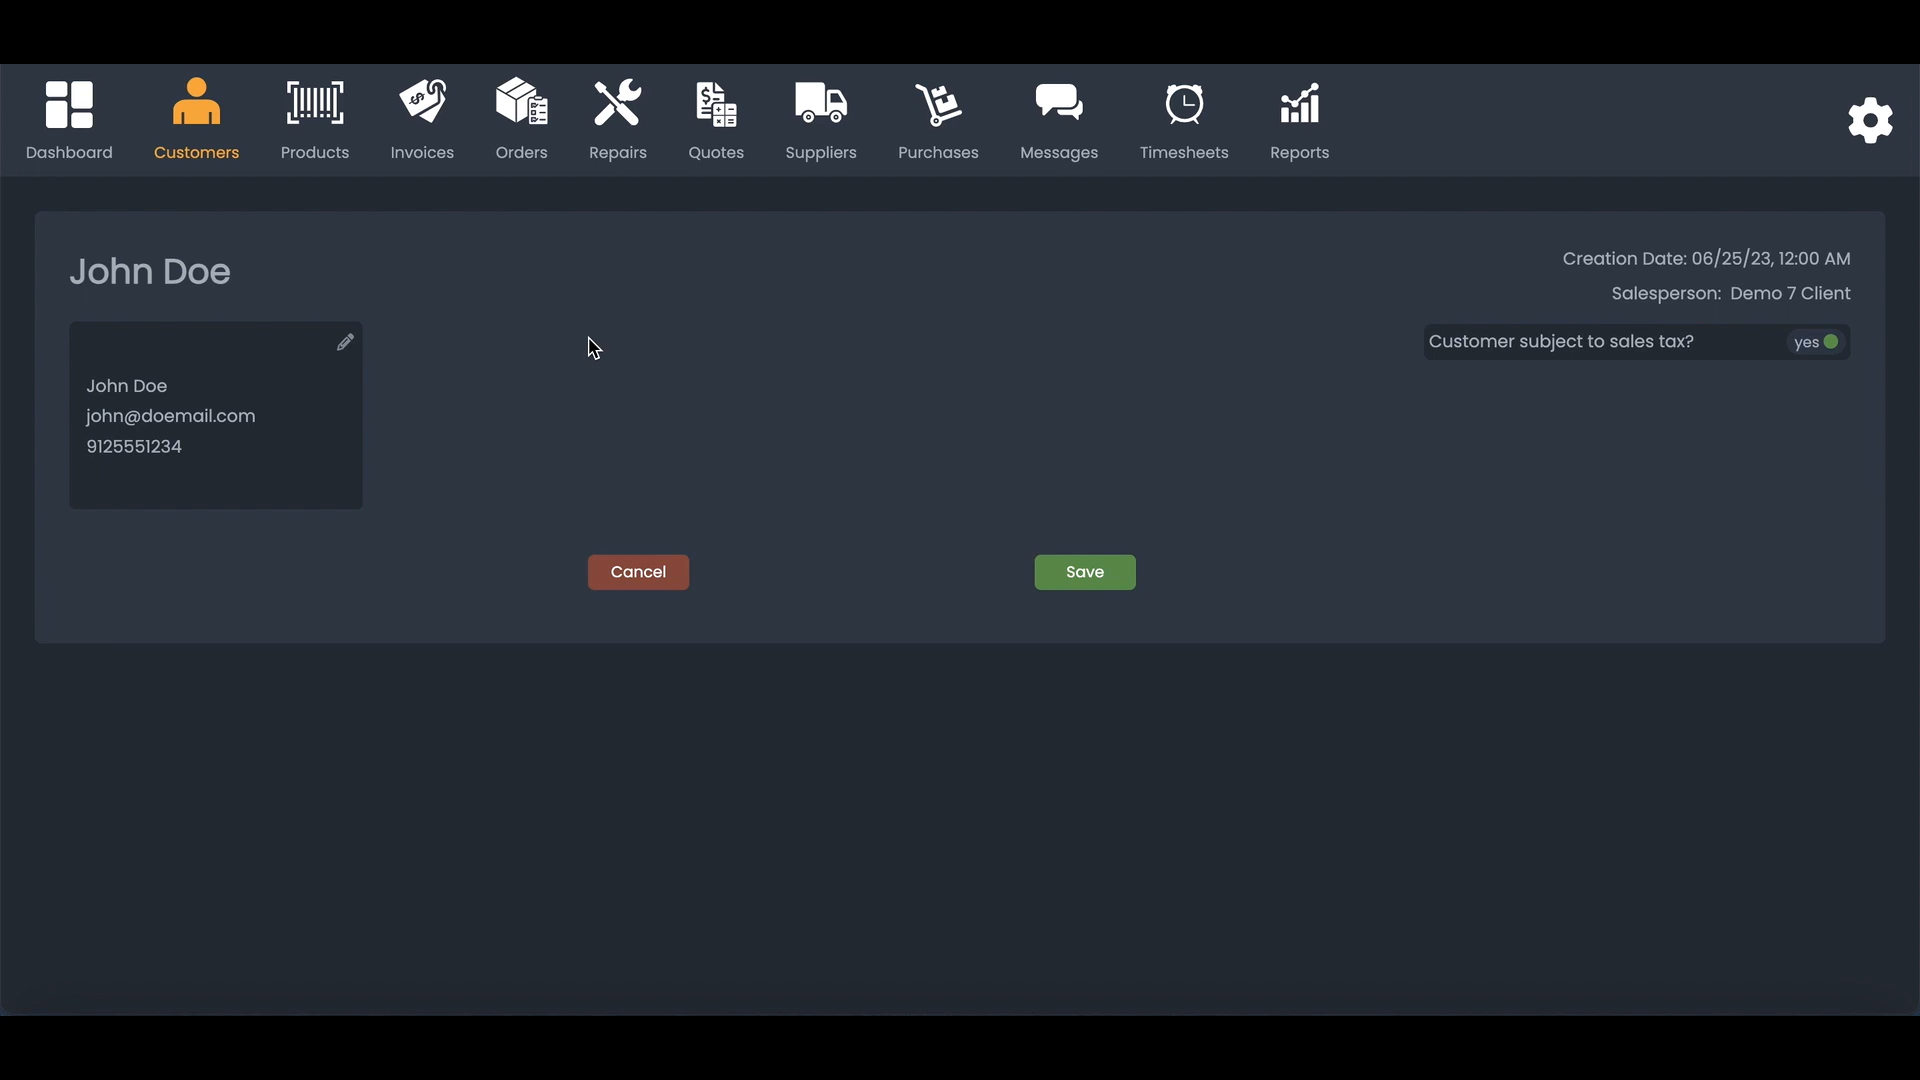 Dashboard Customers Products Invoices Orders Repairs Quotes Suppliers Purchases Messages Timesheets Reports
John Doe
Creation Date: 06/25/23, 12:00 AM
Salesperson: Demo 7 Client
Customer subject to sales tax? yes
John Doe
john@doemail.com
9125551234
Cancel Save